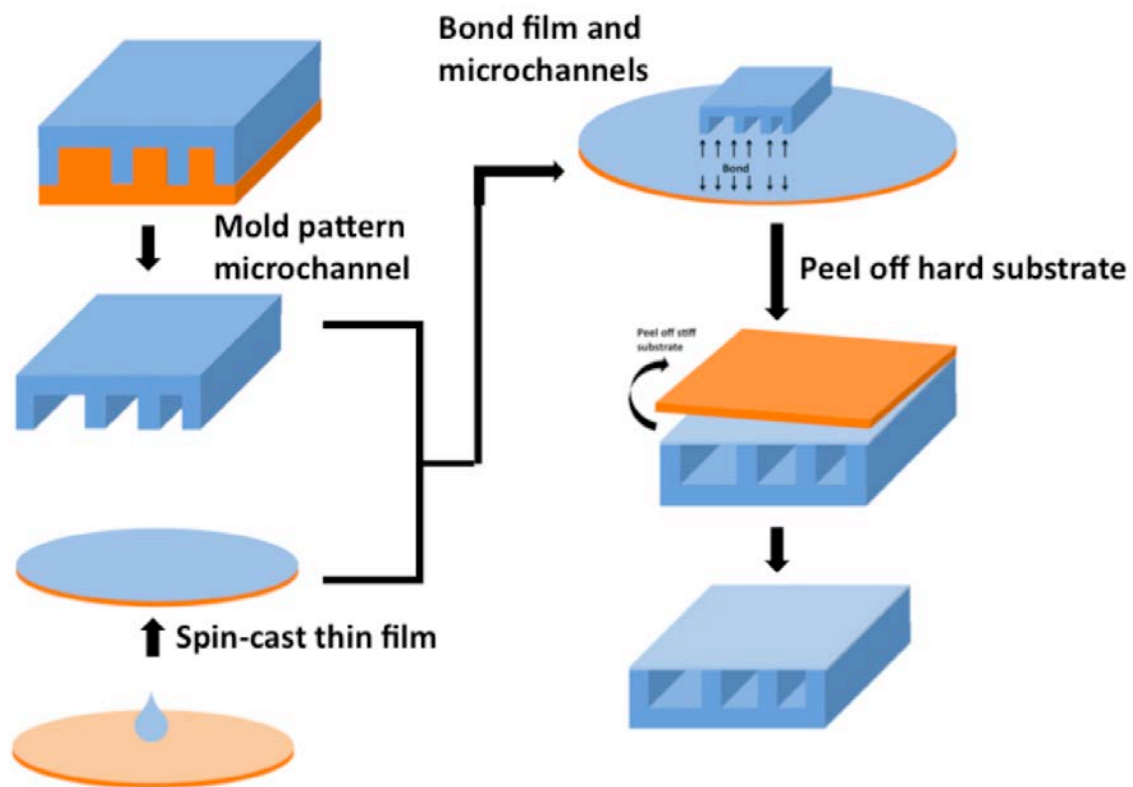 Bond film and
microchannels
Bond
Mold pattern
microchannel
Peel off hard substrate
Peel off stiff
substrate
Spin-cast thin film